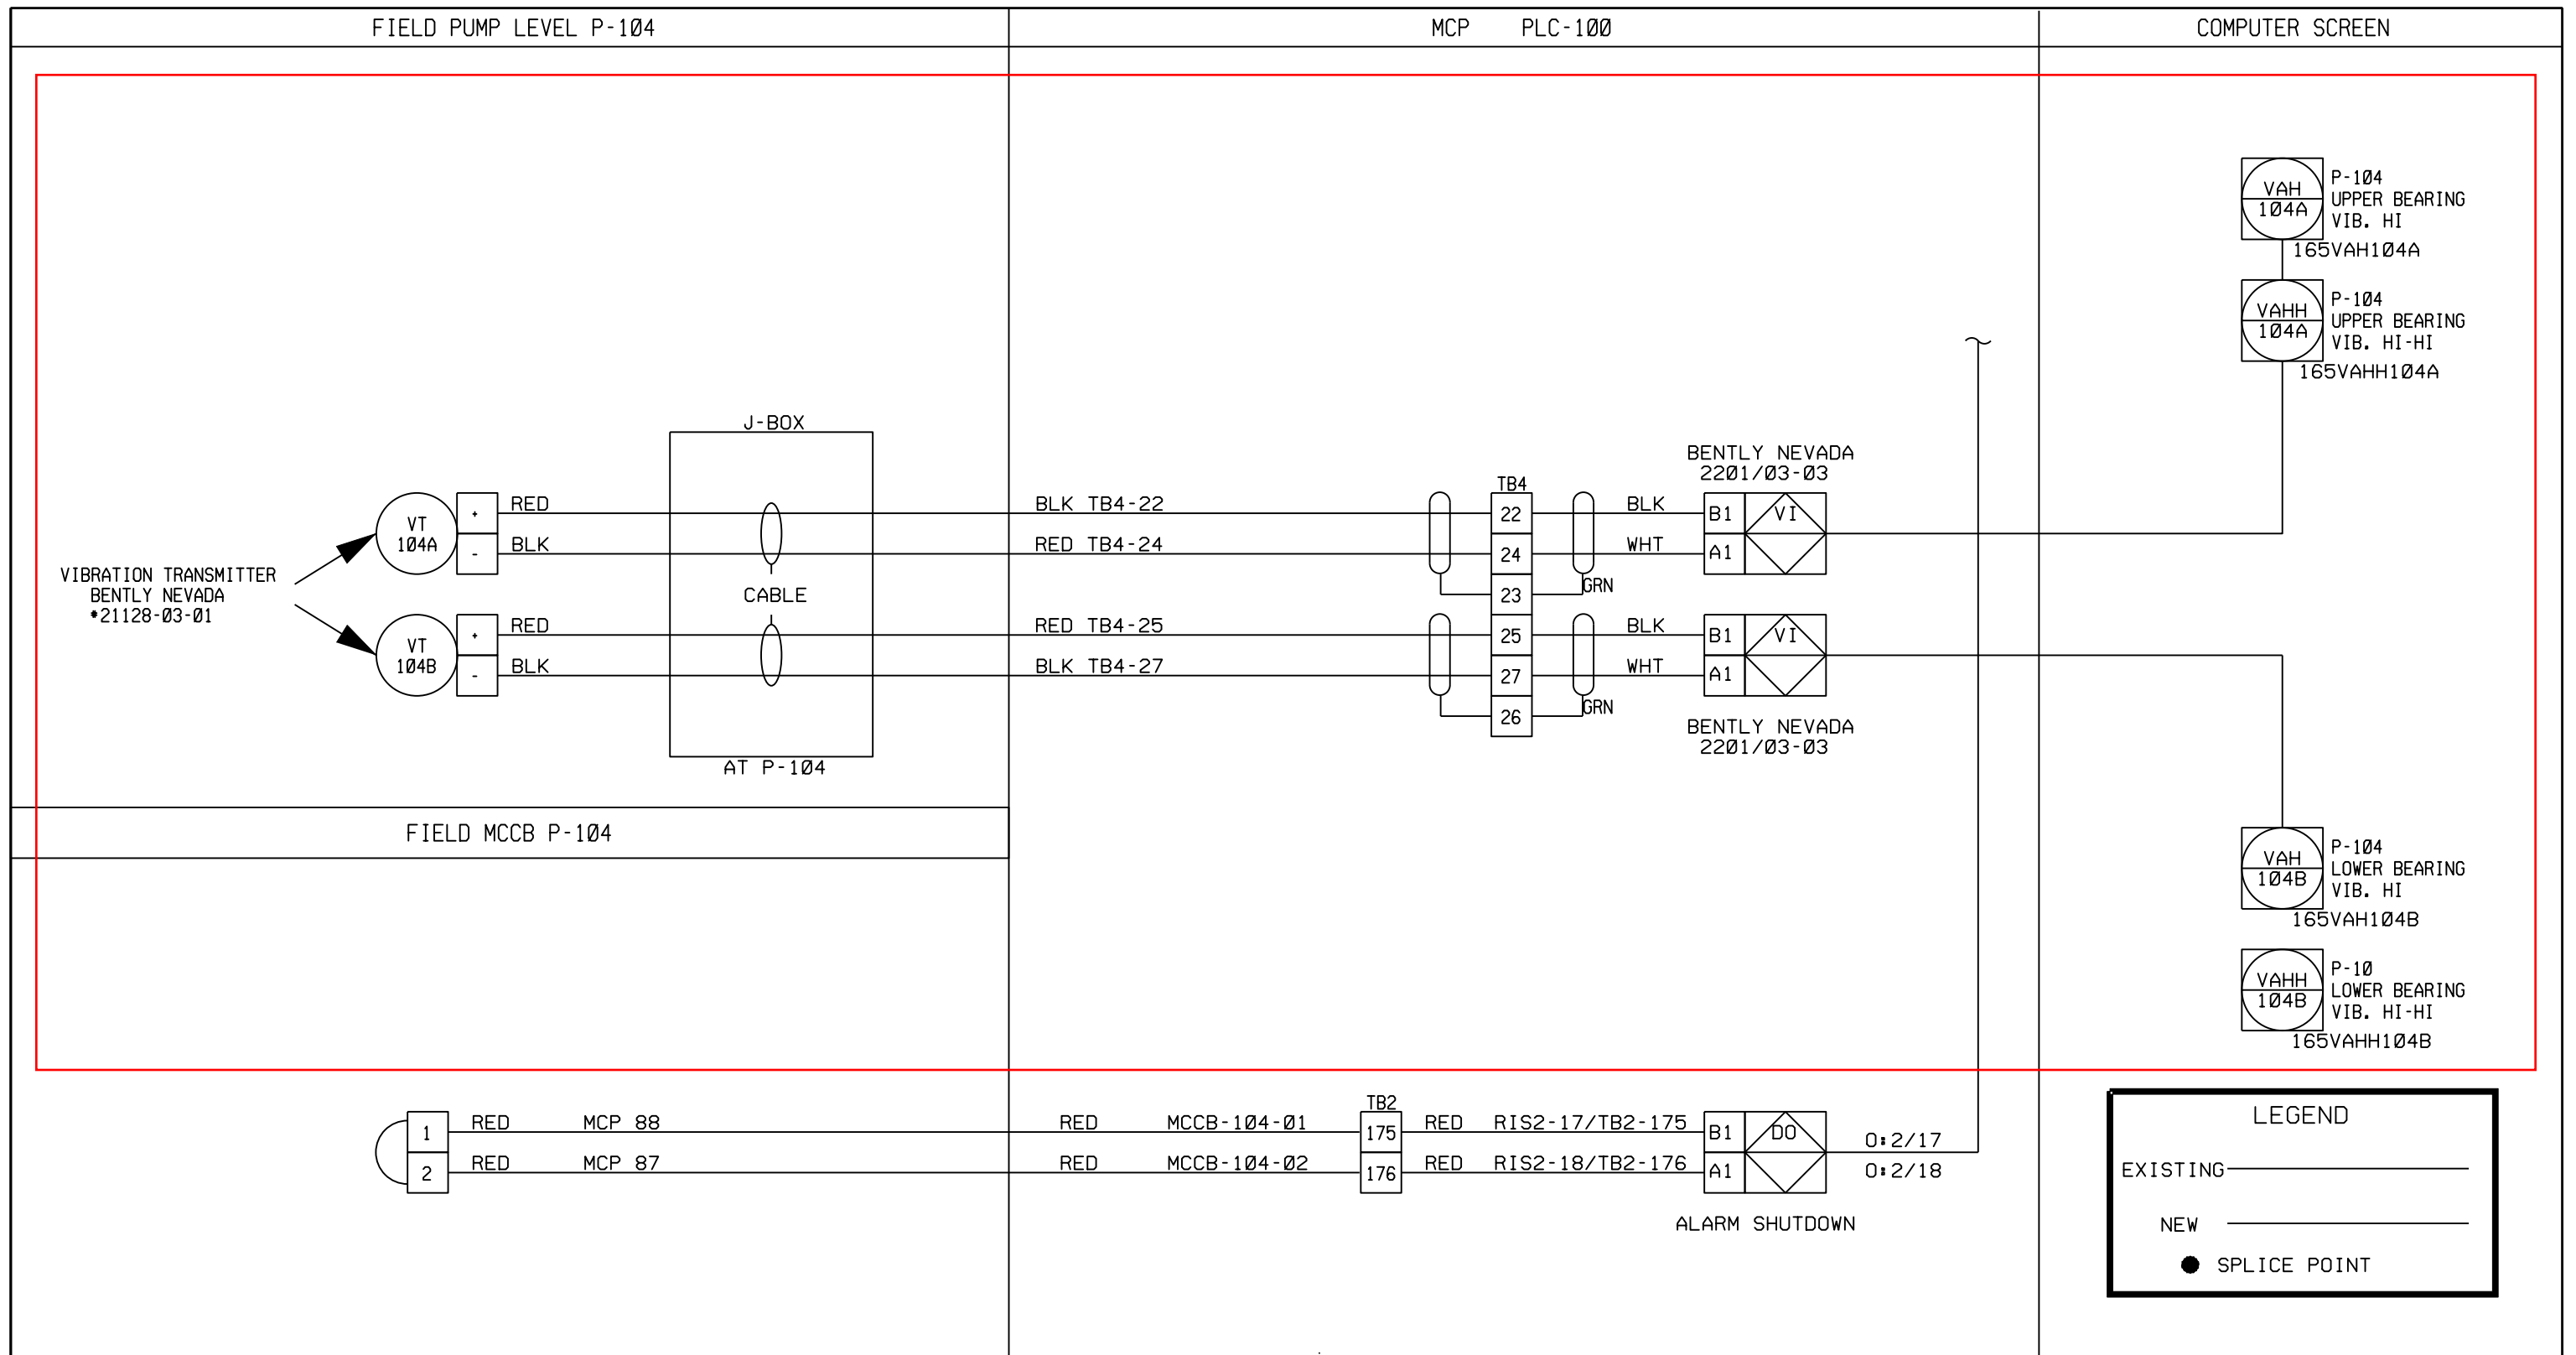 FIELD PUMP LEVEL P-104
MCP PLC-100
COMPUTER SCREEN
VAH
104A
P-104
UPPER BEARING
VIB. HI
165VAH104A
VAHH
104A
P-104
UPPER BEARING
VIB. HI-HI
165VAHH104A
J-BOX
BENTLY NEVADA
2201/03-03
TB4
VT
104A
+
-
RED
BLK
BLK TB4-22
RED TB4-24
22
24
23
BLK
WHT
GRN
B1
A1
VI
VIBRATION TRANSMITTER
BENTLY NEVADA
*21128-03-01
CABLE
VT
104B
+
-
RED
BLK
RED TB4-25
BLK TB4-27
25
27
26
BLK
WHT
GRN
B1
A1
VI
BENTLY NEVADA
2201/03-03
AT P-104
FIELD MCCB P-104
VAH
104B
P-104
LOWER BEARING
VIB. HI
165VAH104B
VAHH
104B
P-10
LOWER BEARING
VIB. HI-HI
165VAHH104B
TB2
1
RED MCP 88
RED MCCB-104-01
175
RED RIS2-17/TB2-175
B1
DO
O:2/17
2
RED MCP 87
RED MCCB-104-02
176
RED RIS2-18/TB2-176
A1
O:2/18
ALARM SHUTDOWN
LEGEND
EXISTING
NEW
SPLICE POINT